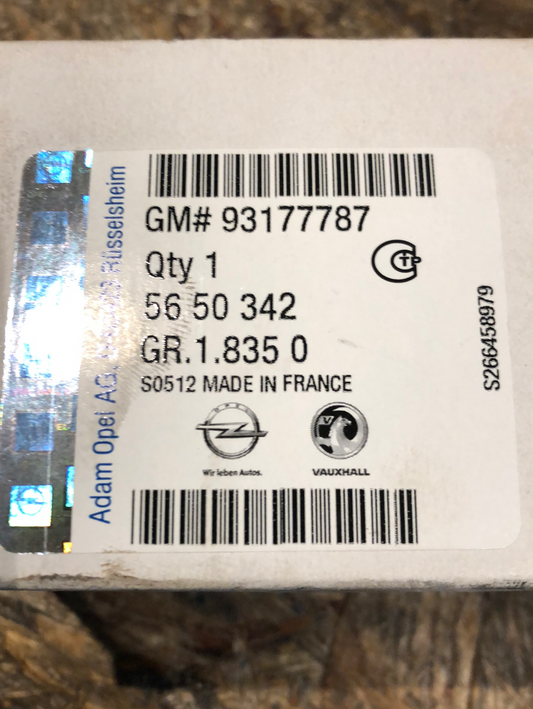 GM# 93177787
Qty 1
56 50 342
GR.1.835 0
S0512 MADE IN FRANCE
OPEL
Wir leben Autos.
VAUXHALL
Adam Opel AG, Rüsselsheim
S266458979